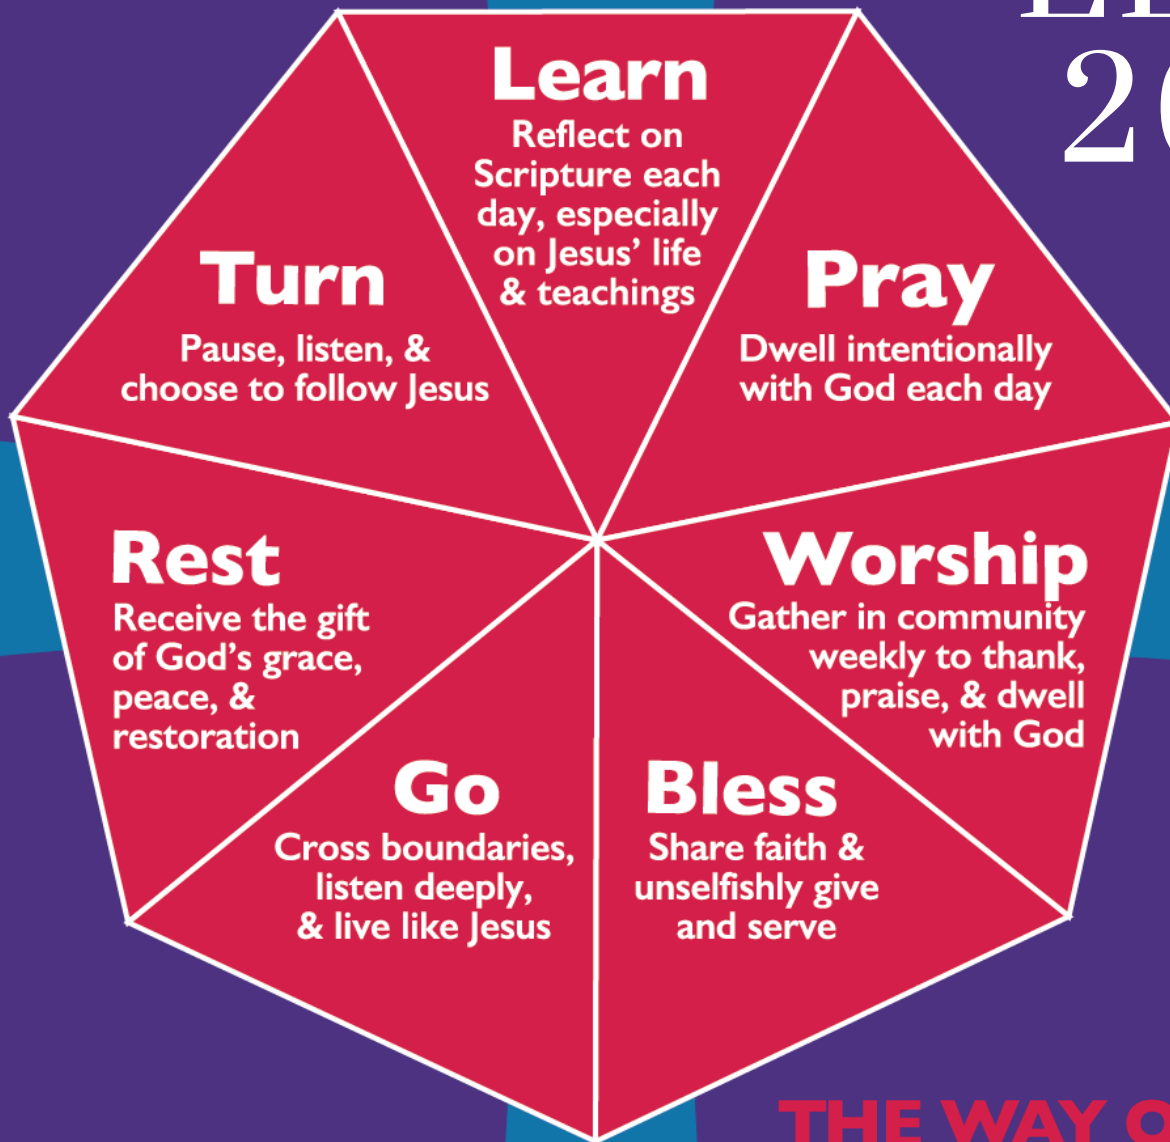 20
Learn
Reflect on
Scripture each
day, especially
on Jesus’ life
& teachings
Turn
Pause, listen, &
choose to follow Jesus
Pray
Dwell intentionally
with God each day
Rest
Receive the gift
of God’s grace,
peace, &
restoration
Worship
Gather in community
weekly to thank,
praise, & dwell
with God
Go
Cross boundaries,
listen deeply,
& live like Jesus
Bless
Share faith &
unselfishly give
and serve
THE WAY O